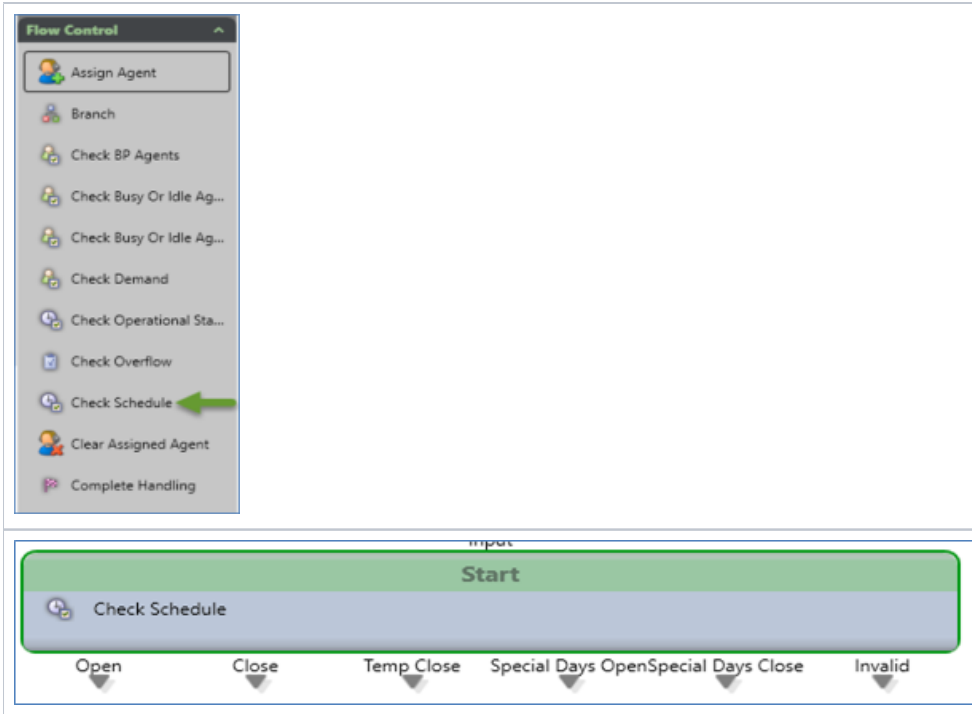 Flow Control
Assign Agent
Branch
Check BP Agents
Check Busy Or Idle Ag...
Check Busy Or Idle Ag...
Check Demand
Check Operational Sta...
Check Overflow
Check Schedule
Clear Assigned Agent
Complete Handling
Input
Start
Check Schedule
Open Close Temp Close Special Days Open Special Days Close Invalid